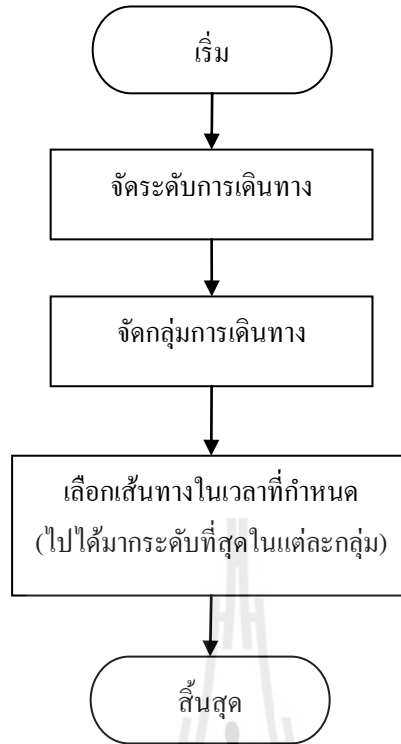 เริ่ม
จัดระดับการเดินทาง
จัดกลุ่มการเดินทาง
เลือกเส้นทางในเวลาที่กำหนด
(ไปได้มากระดับที่สุดในแต่ละกลุ่ม)
สิ้นสุด